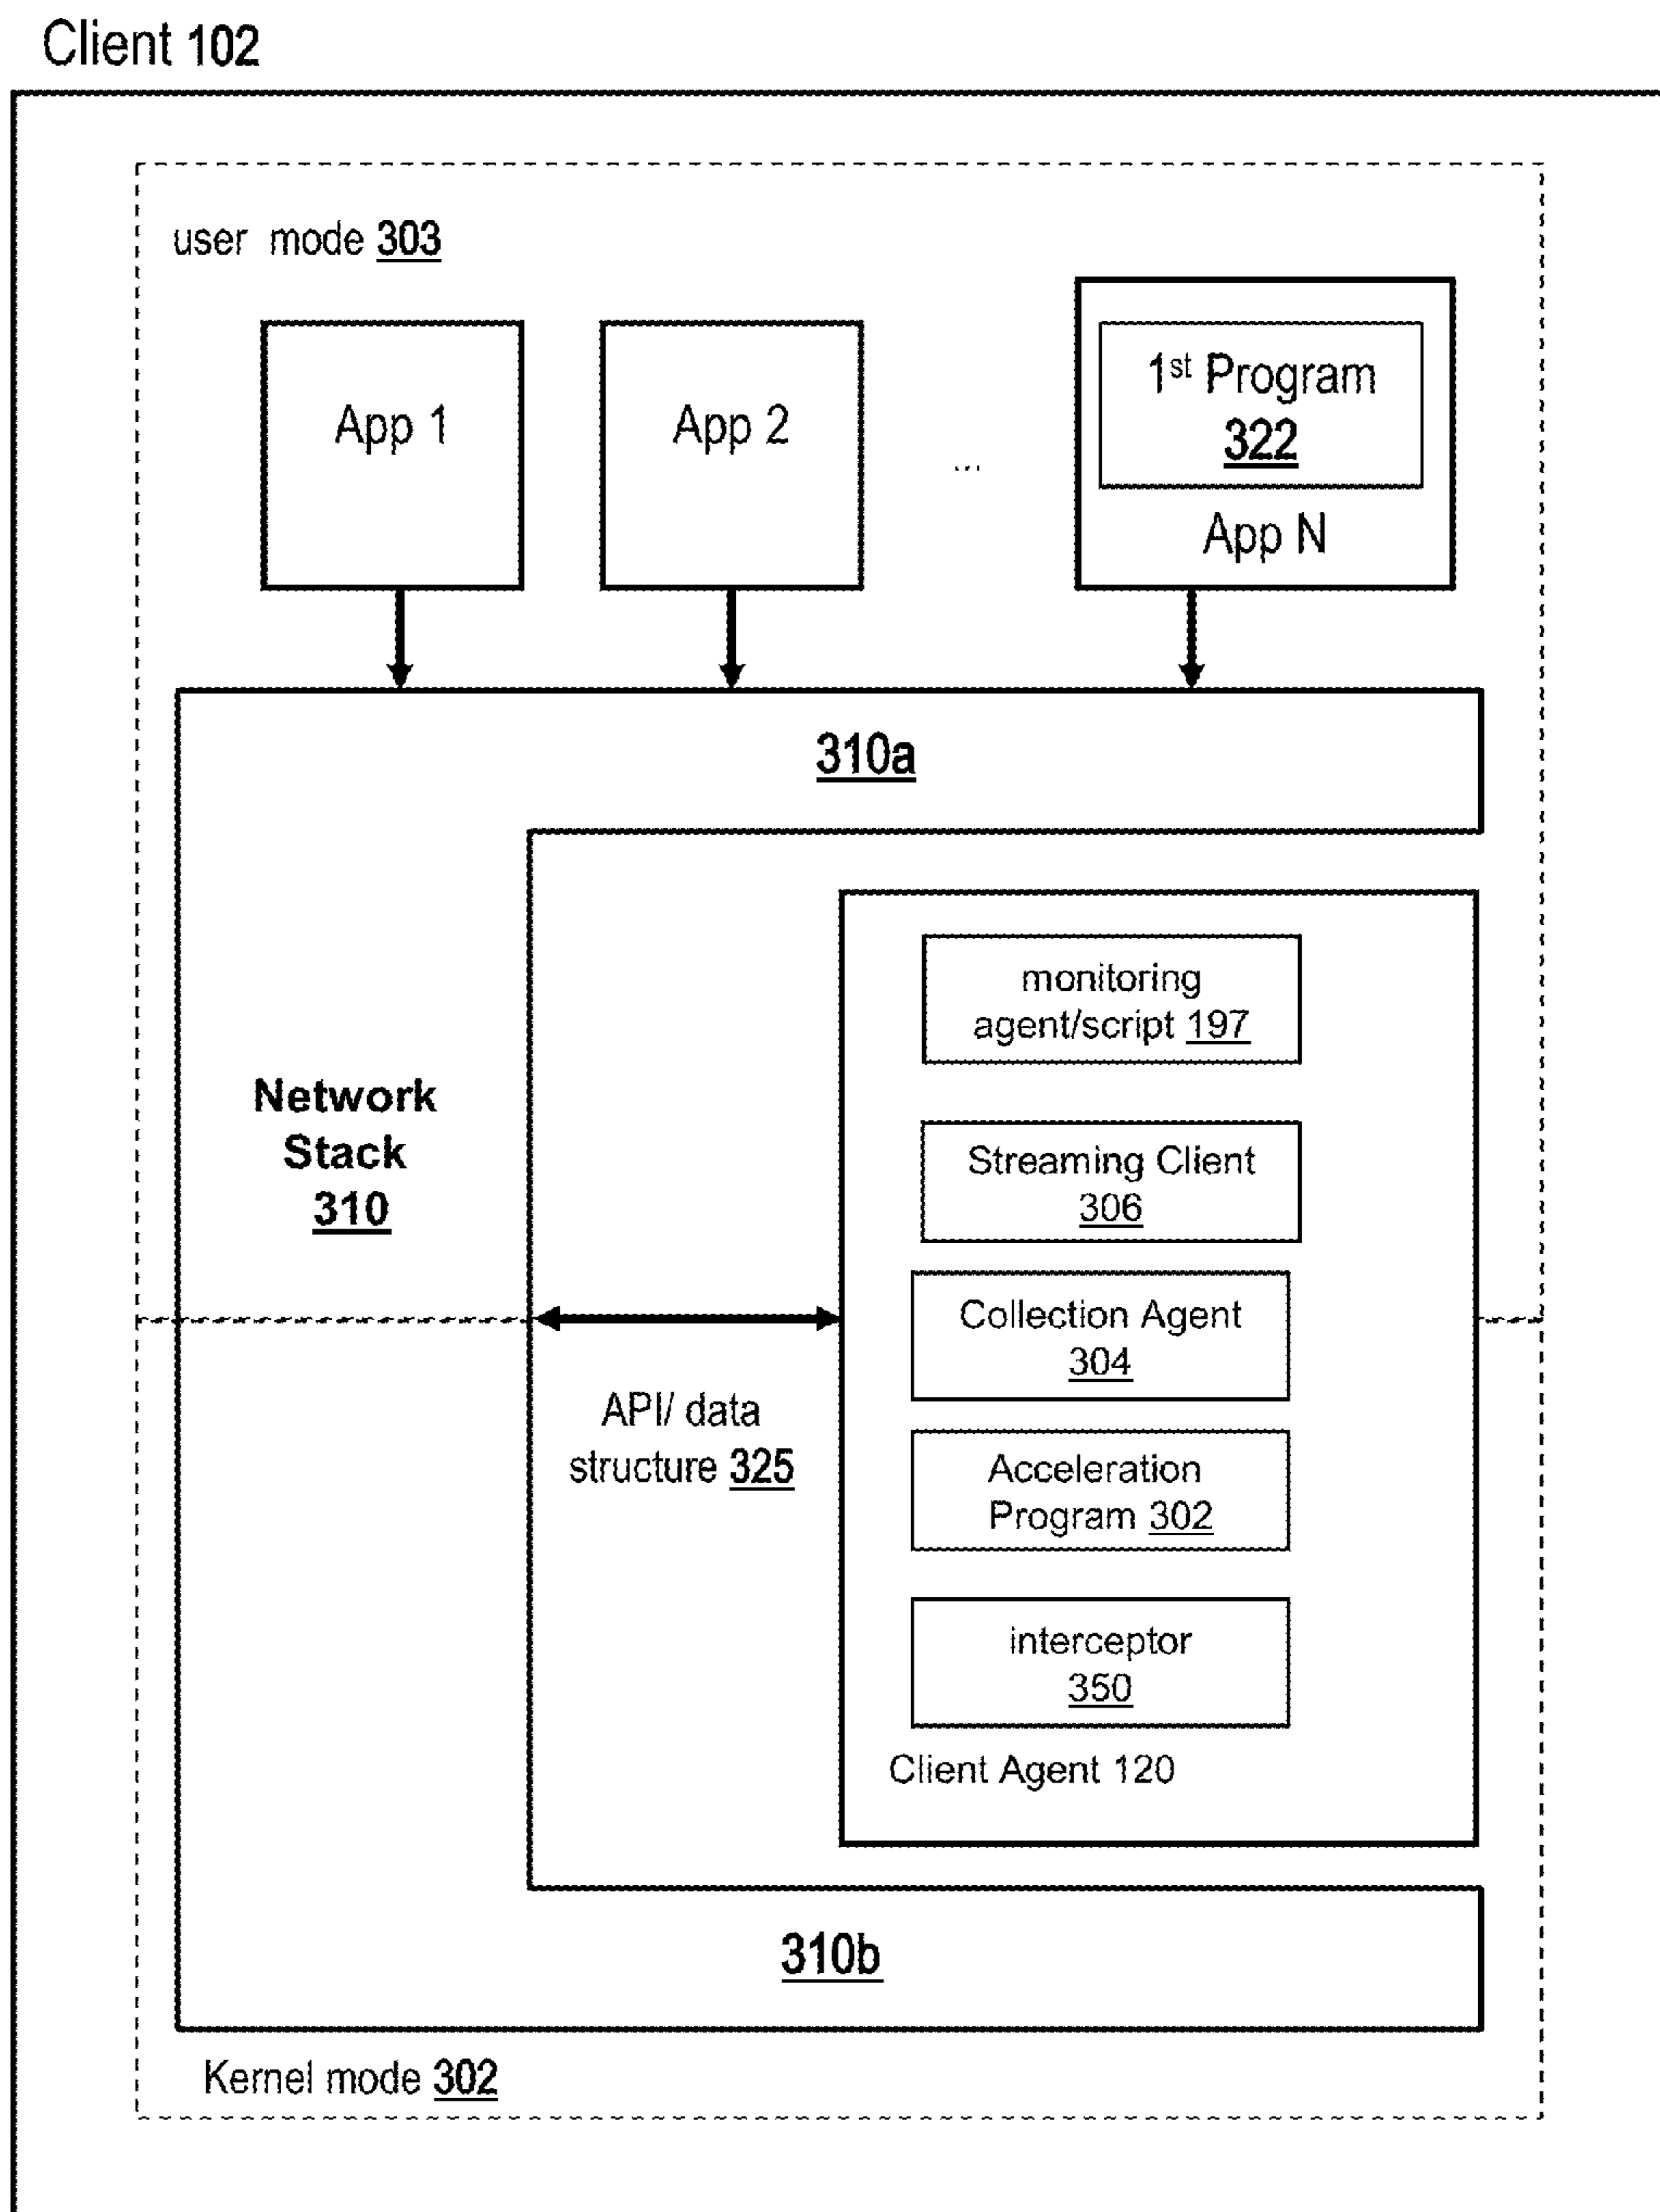 Client 102
user mode 303
App 1
App 2
...
1st Program
322
App N
310a
Network
Stack
310
monitoring
agent/script 197
Streaming Client
306
Collection Agent
304
API/ data
structure 325
Acceleration
Program 302
interceptor
350
Client Agent 120
310b
Kernel mode 302